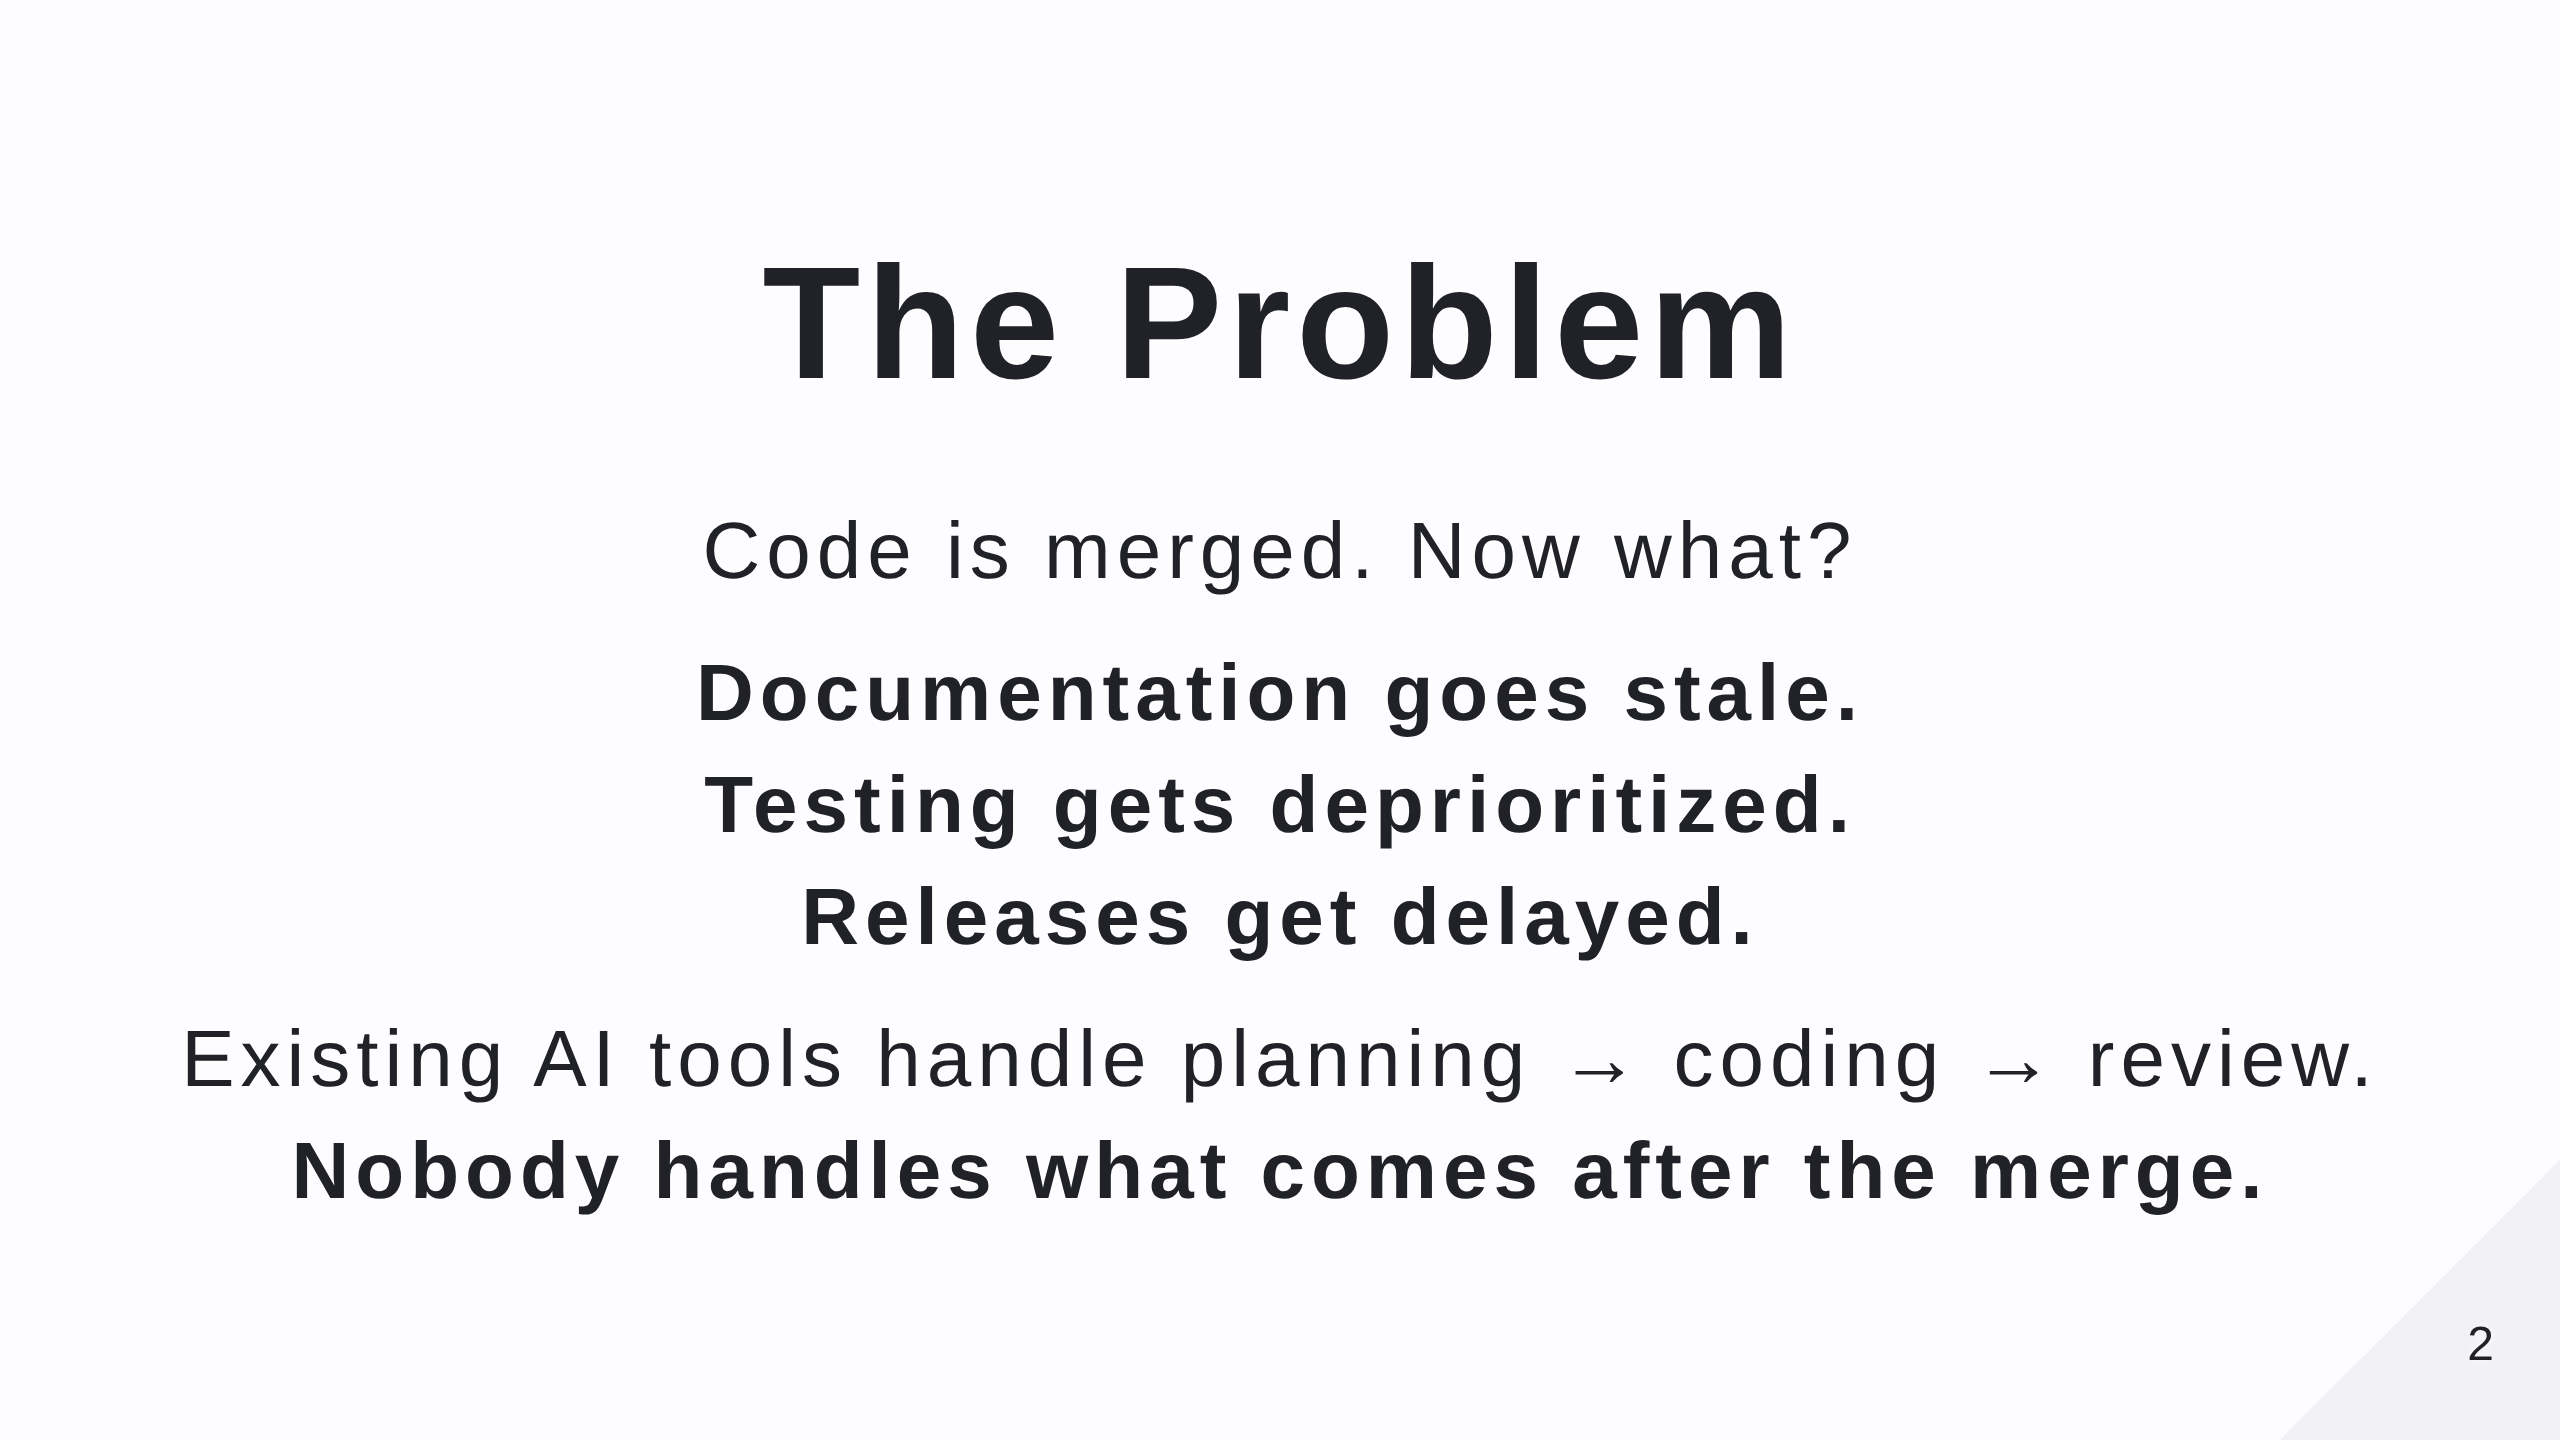 The Problem
Code is merged. Now what?
Documentation goes stale.
Testing gets deprioritized.
Releases get delayed.
Existing AI tools handle planning → coding → review.
Nobody handles what comes after the merge.
2